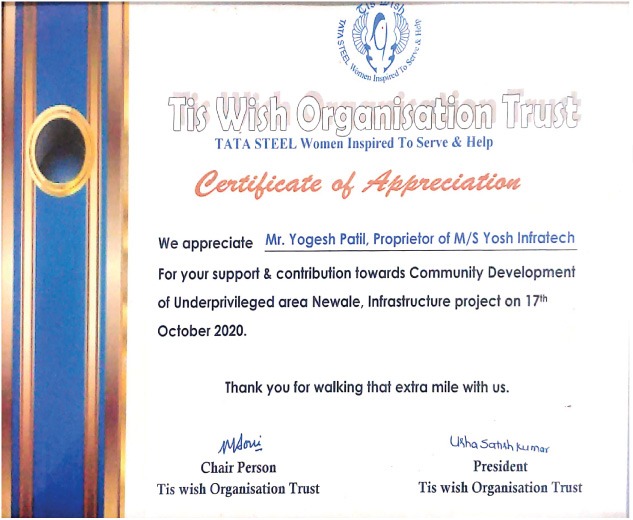 Tis Wish
TATA STEEL Women Inspired To Serve & Help
Tis Wish Organisation Trust
TATA STEEL Women Inspired To Serve & Help
Certificate of Appreciation
We appreciate Mr. Yogesh Patil, Proprietor of M/S Yosh Infratech
For your support & contribution towards Community Development
of Underprivileged area Newale, Infrastructure project on 17th
October 2020.
Thank you for walking that extra mile with us.
Usha Satish Kumar
Chair Person President
Tis wish Organisation Trust Tis wish Organisation Trust